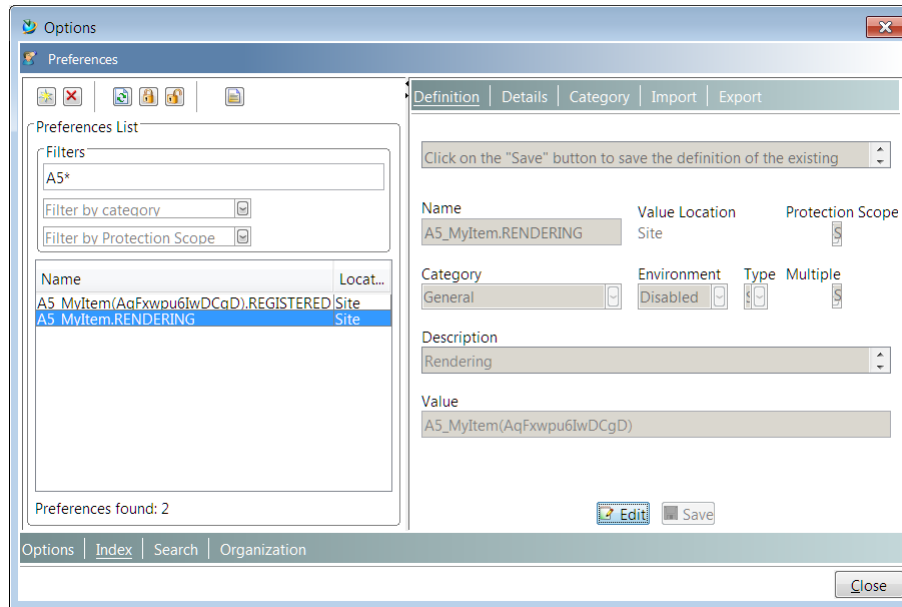 Options
Preferences
Definition Details Category Import Export
Preferences List
Filters
A5*
Filter by category
Filter by Protection Scope
Name Locat...
A5_MyItem(AqFxwpu6IwDCgD).REGISTERED Site
A5_MyItem.RENDERING Site
Preferences found: 2
Click on the "Save" button to save the definition of the existing
Name Value Location Protection Scope
A5_MyItem.RENDERING Site S
Category Environment Type Multiple
General Disabled S S
Description
Rendering
Value
A5_MyItem(AqFxwpu6IwDCgD)
Edit Save
Options Index Search Organization
Close